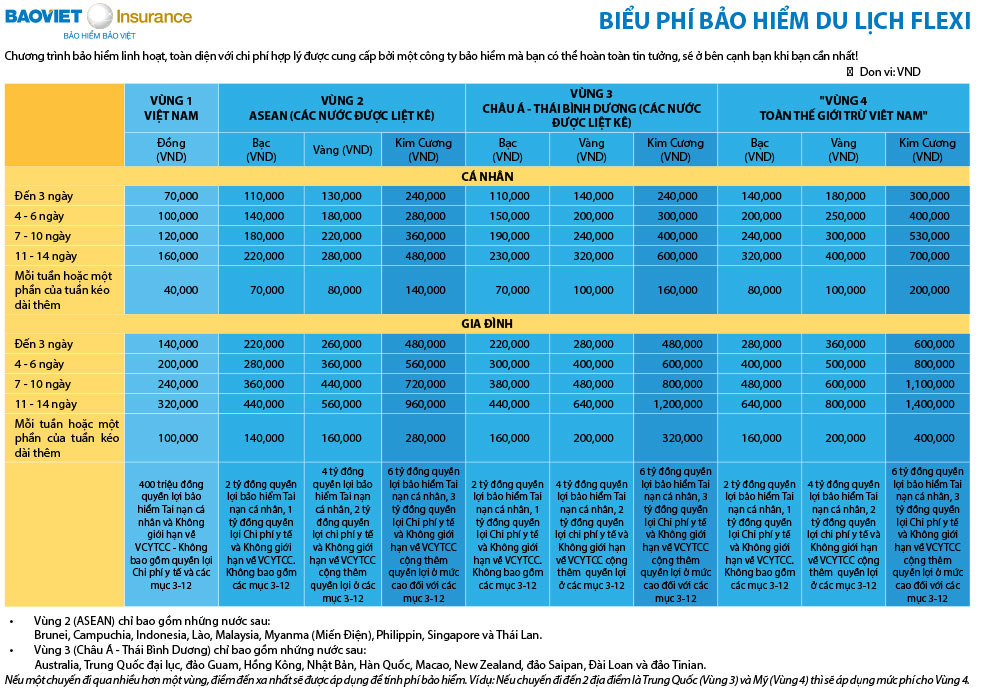 BAOVIET Insurance
BẢO HIỂM BẢO VIỆT
BIỂU PHÍ BẢO HIỂM DU LỊCH FLEXI
Chương trình bảo hiểm linh hoạt, toàn diện với chi phí hợp lý được cung cấp bởi một công ty bảo hiểm mà bạn có thể hoàn toàn tin tưởng, sẽ ở bên cạnh bạn khi bạn cần nhất!
Don vi: VND
VÙNG 1 VIỆT NAM
VÙNG 2 ASEAN (CÁC NƯỚC ĐƯỢC LIỆT KÊ)
VÙNG 3 CHÂU Á - THÁI BÌNH DƯƠNG (CÁC NƯỚC ĐƯỢC LIỆT KÊ)
"VÙNG 4 TOÀN THẾ GIỚI TRỪ VIÊT NAM"
Đồng (VND) Bạc (VND) Vàng (VND) Kim Cương (VND) Bạc (VND) Vàng (VND) Kim Cương (VND) Bạc (VND) Vàng (VND) Kim Cương (VND)
CÁ NHÂN
Đến 3 ngày 70,000 110,000 130,000 240,000 110,000 140,000 240,000 140,000 180,000 300,000
4 - 6 ngày 100,000 140,000 180,000 280,000 150,000 200,000 300,000 200,000 250,000 400,000
7 - 10 ngày 120,000 180,000 220,000 360,000 190,000 240,000 400,000 240,000 300,000 530,000
11 - 14 ngày 160,000 220,000 280,000 480,000 230,000 320,000 600,000 320,000 400,000 700,000
Mỗi tuần hoặc một phần của tuần kéo dài thêm 40,000 70,000 80,000 140,000 70,000 100,000 160,000 80,000 100,000 200,000
GIA ĐÌNH
Đến 3 ngày 140,000 220,000 260,000 480,000 220,000 280,000 480,000 280,000 360,000 600,000
4 - 6 ngày 200,000 280,000 360,000 560,000 300,000 400,000 600,000 400,000 500,000 800,000
7 - 10 ngày 240,000 360,000 440,000 720,000 380,000 480,000 800,000 480,000 600,000 1,100,000
11 - 14 ngày 320,000 440,000 560,000 960,000 440,000 640,000 1,200,000 640,000 800,000 1,400,000
Mỗi tuần hoặc một phần của tuần kéo dài thêm 100,000 140,000 160,000 280,000 160,000 200,000 320,000 160,000 200,000 400,000
400 triệu đồng quyền lợi bảo hiểm Tai nạn cá nhân và Không giới hạn về VCYTCC - Không bao gồm quyền lợi Chi phí y tế và các mục 3-12
2 tỷ đồng quyền lợi bảo hiểm Tai nạn cá nhân, 1 tỷ đồng quyền lợi Chi phí y tế và Không giới hạn về VCYTCC. Không bao gồm các mục 3-12
4 tỷ đồng quyền lợi bảo hiểm Tai nạn cá nhân, 2 tỷ đồng quyền lợi Chi phí y tế và Không giới hạn về VCYTCC cộng thêm quyền lợi ở các mục 3-12
6 tỷ đồng quyền lợi bảo hiểm Tai nạn cá nhân, 3 tỷ đồng quyền lợi Chi phí y tế và Không giới hạn về VCYTCC cộng thêm quyền lợi ở mức cao đối với các mục 3-12
2 tỷ đồng quyền lợi bảo hiểm Tai nạn cá nhân, 1 tỷ đồng quyền lợi Chi phí y tế và Không giới hạn về VCYTCC. Không bao gồm các mục 3-12
4 tỷ đồng quyền lợi bảo hiểm Tai nạn cá nhân, 2 tỷ đồng quyền lợi Chi phí y tế và Không giới hạn về VCYTCC cộng thêm quyền lợi ở các mục 3-12
6 tỷ đồng quyền lợi bảo hiểm Tai nạn cá nhân, 3 tỷ đồng quyền lợi Chi phí y tế và Không giới hạn về VCYTCC cộng thêm quyền lợi ở mức cao đối với các mục 3-12
2 tỷ đồng quyền lợi bảo hiểm Tai nạn cá nhân, 1 tỷ đồng quyền lợi Chi phí y tế và Không giới hạn về VCYTCC. Không bao gồm các mục 3-12
4 tỷ đồng quyền lợi bảo hiểm Tai nạn cá nhân, 2 tỷ đồng quyền lợi Chi phí y tế và Không giới hạn về VCYTCC cộng thêm quyền lợi ở các mục 3-12
6 tỷ đồng quyền lợi bảo hiểm Tai nạn cá nhân, 3 tỷ đồng quyền lợi Chi phí y tế và Không giới hạn về VCYTCC cộng thêm quyền lợi ở mức cao đối với các mục 3-12
• Vùng 2 (ASEAN) chỉ bao gồm những nước sau:
Brunei, Campuchia, Indonesia, Lào, Malaysia, Myanma (Miến Điện), Philippin, Singapore và Thái Lan.
• Vùng 3 (Châu Á - Thái Bình Dương) chỉ bao gồm những nước sau:
Australia, Trung Quốc đại lục, đảo Guam, Hồng Kông, Nhật Bản, Hàn Quốc, Macao, New Zealand, đảo Saipan, Đài Loan và đảo Tinian.
Nếu một chuyến đi qua nhiều hơn một vùng, điểm đến xa nhất sẽ được áp dụng để tính phí bảo hiểm. Ví dụ: Nếu chuyến đi đến 2 địa điểm là Trung Quốc (Vùng 3) và Mỹ (Vùng 4) thì sẽ áp dụng mức phí cho Vùng 4.